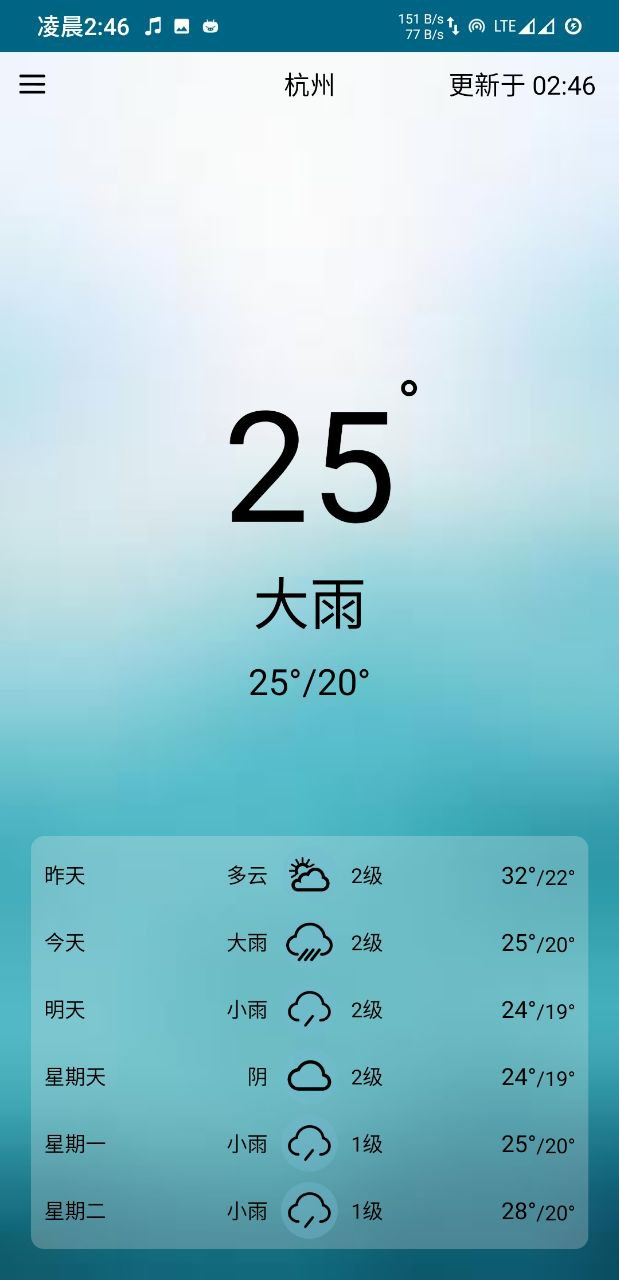 凌晨2:46 151 B/s LTE
77 B/s
杭州 更新于 02:46
25°
大雨
25°/20°
昨天 多云 2级 32°/22°
今天 大雨 2级 25°/20°
明天 小雨 2级 24°/19°
星期天 阴 2级 24°/19°
星期一 小雨 1级 25°/20°
星期二 小雨 1级 28°/20°